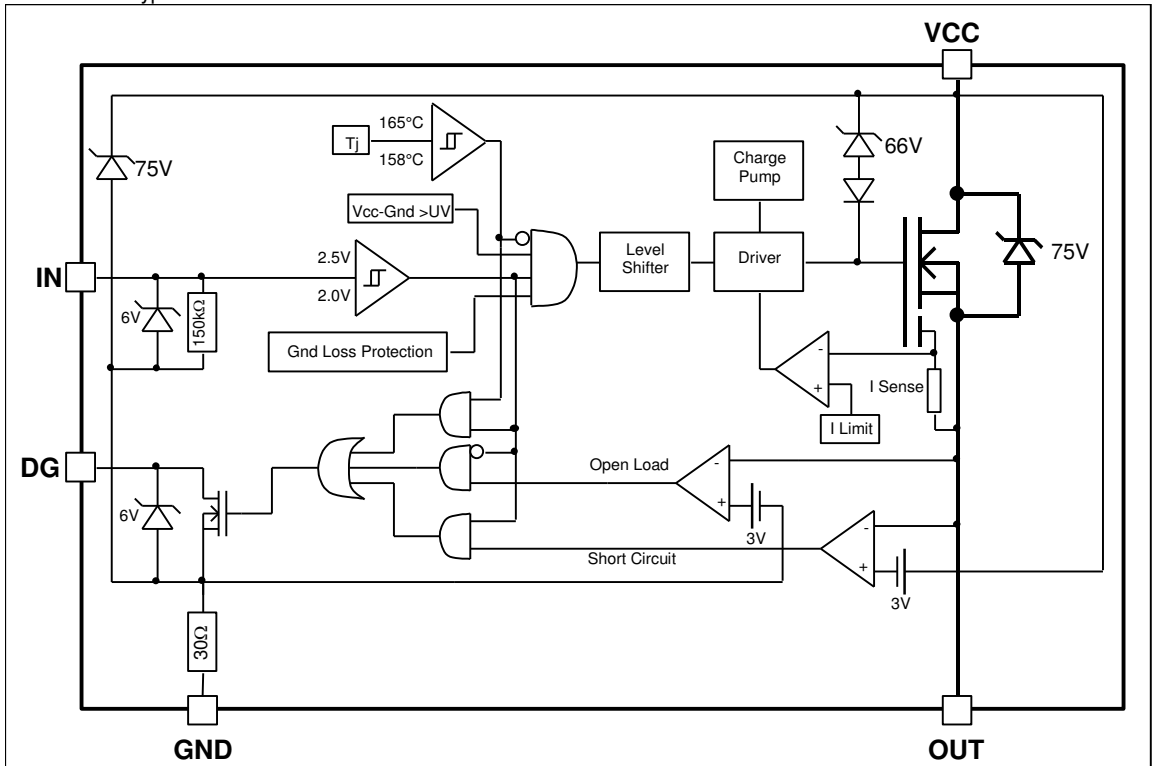 VCC
165°C
Tj
158°C
75V
66V
Charge
Pump
Vcc-Gnd >UV
Level
Shifter
Driver
75V
IN
2.5V
2.0V
6V
150kΩ
Gnd Loss Protection
-
+
I Sense
I Limit
DG
Open Load
-
+
3V
6V
Short Circuit
-
+
3V
30Ω
GND
OUT